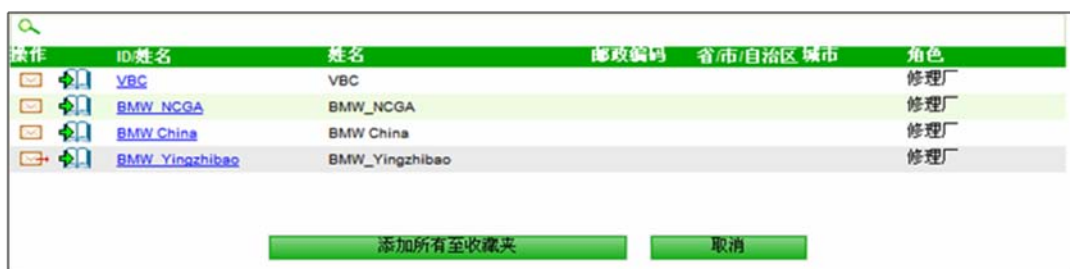 操作 ID/姓名 姓名 邮政编码 省/市/自治区 城市 角色
VBC VBC 修理厂
BMW_NCGA BMW_NCGA 修理厂
BMW China BMW China 修理厂
BMW_Yingzhibao BMW_Yingzhibao 修理厂
添加所有至收藏夹 取消